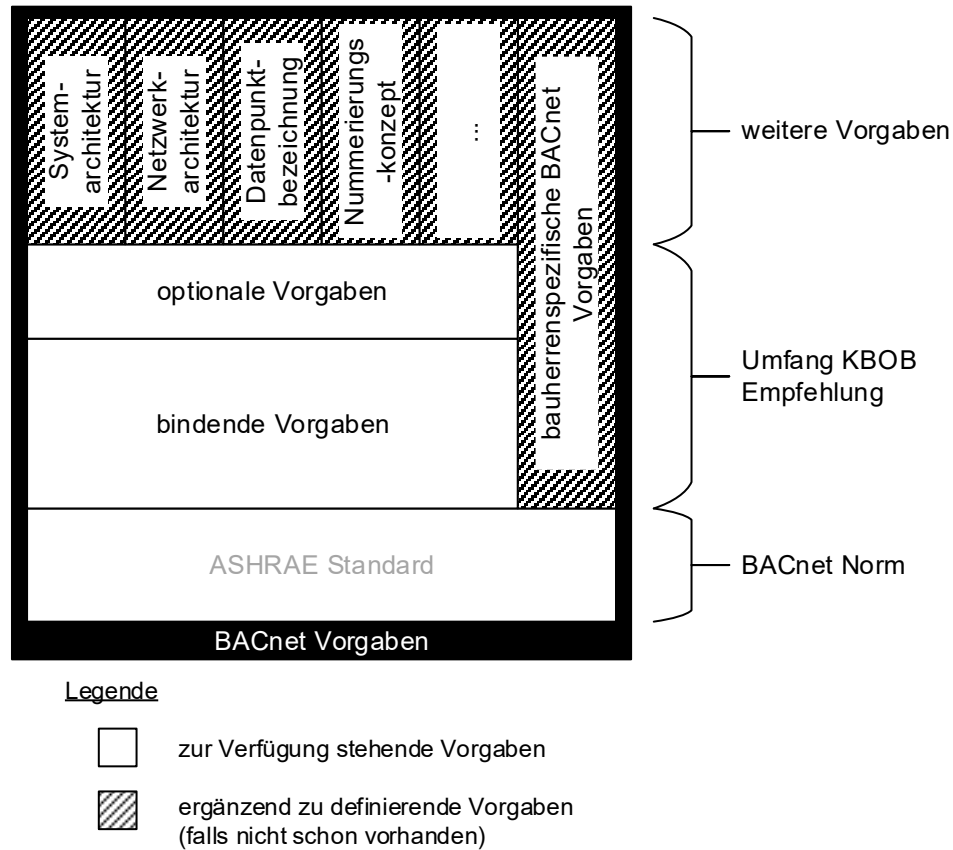 System-
architektur
Netzwerk-
architektur
Datenpunkt-
bezeichnung
Nummerierungs
-konzept
...
bauherrenspezifische BACnet
Vorgaben
optionale Vorgaben
bindende Vorgaben
ASHRAE Standard
BACnet Vorgaben
weitere Vorgaben
Umfang KBOB
Empfehlung
BACnet Norm
Legende
zur Verfügung stehende Vorgaben
ergänzend zu definierende Vorgaben
(falls nicht schon vorhanden)